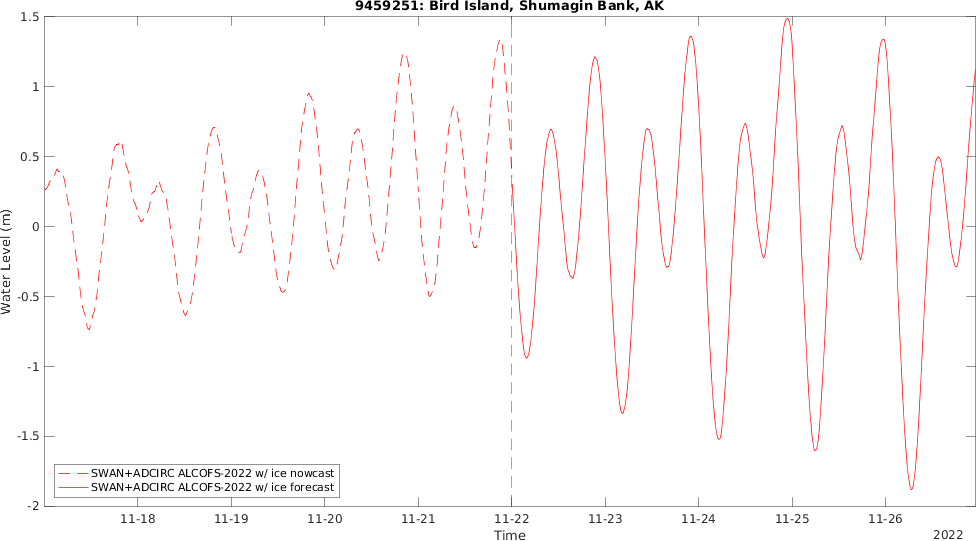 9459251: Bird Island, Shumagin Bank, AK
Water Level (m)
1.5
1
0.5
0
-0.5
-1
-1.5
-2
SWAN+ADCIRC ALCOFS-2022 w/ ice nowcast
SWAN+ADCIRC ALCOFS-2022 w/ ice forecast
11-18 11-19 11-20 11-21 11-22 11-23 11-24 11-25 11-26
Time
2022